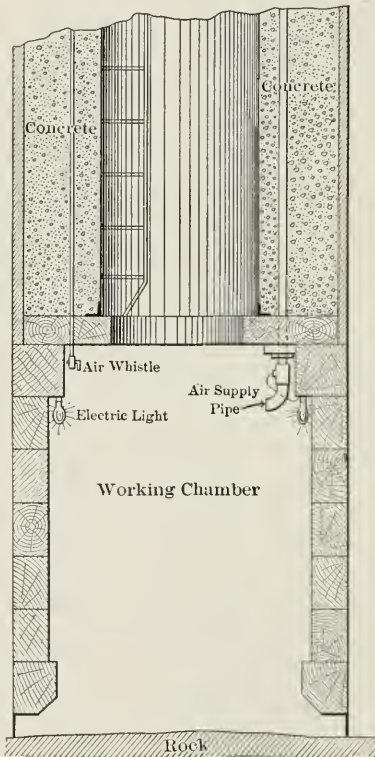 Concrete
Concrete
Air Whistle
Air Supply
Pipe
Electric Light
Working Chamber
Rock